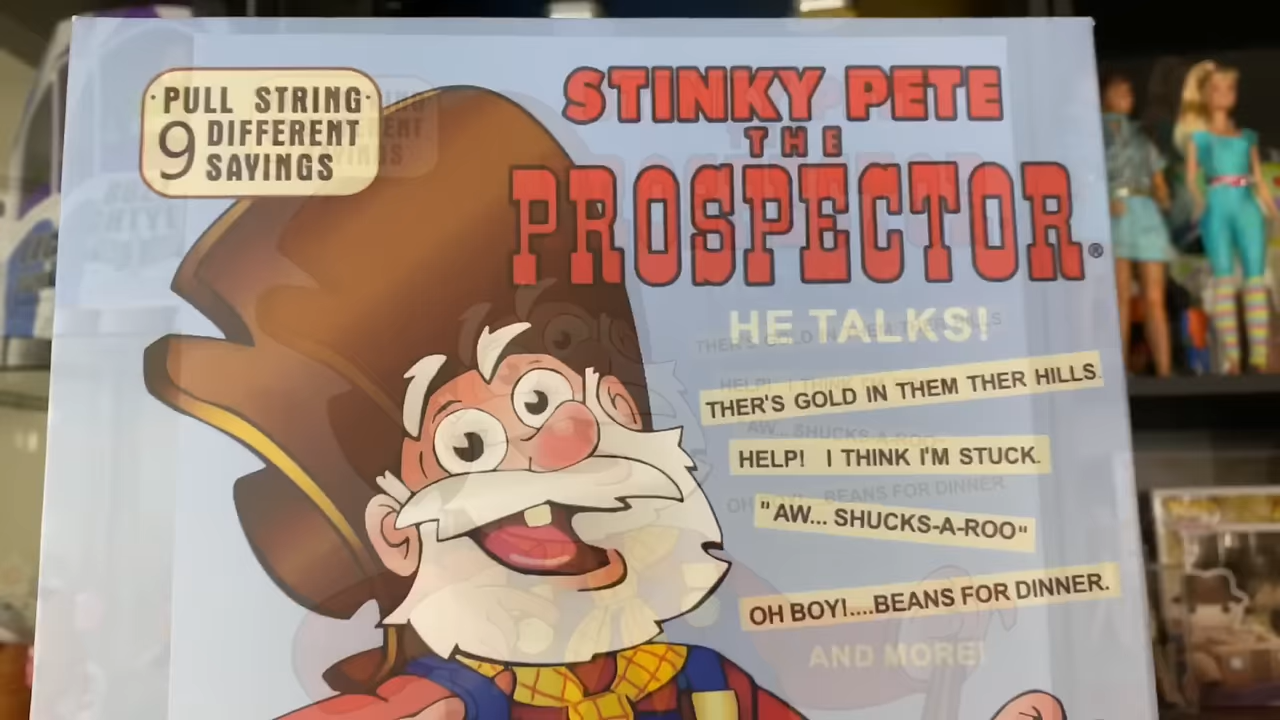 ·PULL STRING·
9 DIFFERENT
SAYINGS
STINKY PETE
THE
PROSPECTOR®
HE TALKS!
THER'S GOLD IN THEM THER HILLS.
HELP! I THINK I'M STUCK.
"AW... SHUCKS-A-ROO"
OH BOY!....BEANS FOR DINNER.
AND MORE!